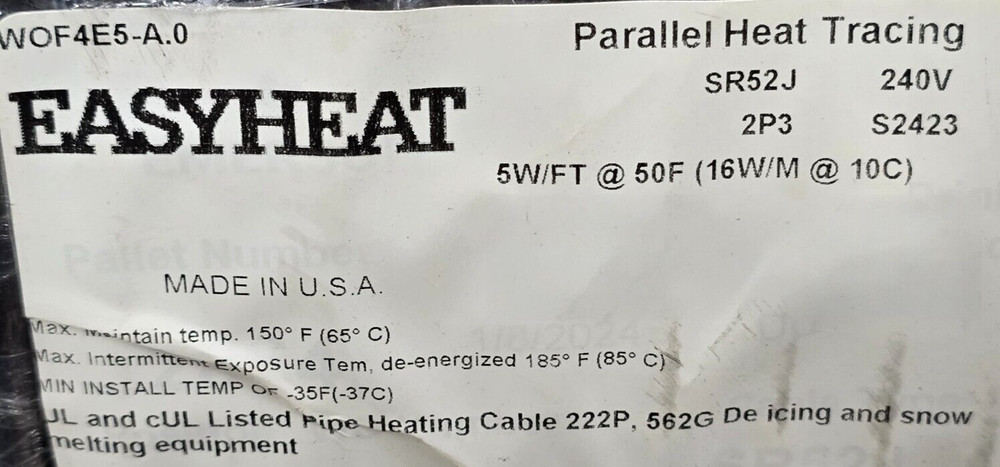 WOF4E5-A.0
Parallel Heat Tracing
EASYHEAT
SR52J 240V
2P3 S2423
5W/FT @ 50F (16W/M @ 10C)
Pallet Number
MADE IN U.S.A.
Max. Maintain temp. 150° F (65° C)
Max. Intermittent Exposure Tem, de-energized 185° F (85° C)
MIN INSTALL TEMP OF -35F(-37C)
UL and cUL Listed Pipe Heating Cable 222P, 562G De icing and snow
melting equipment